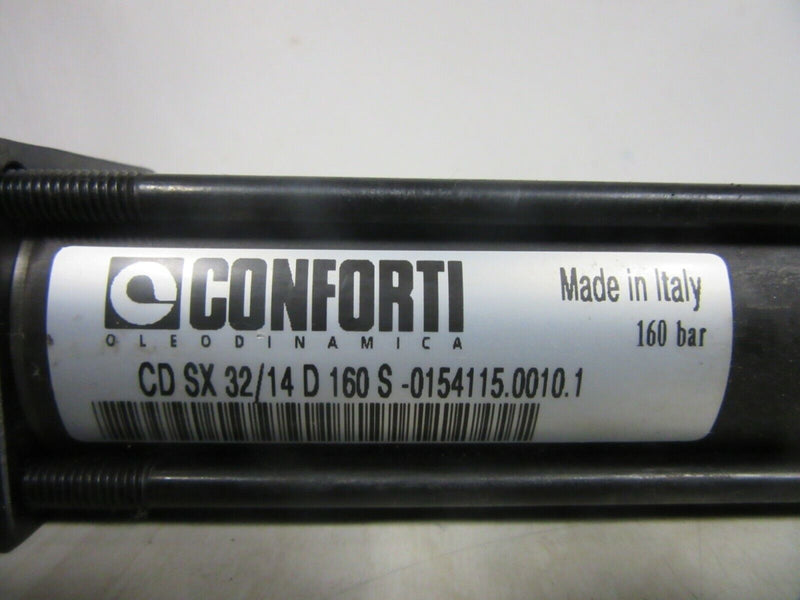 CONFORTI
OLEODINAMICA
Made in Italy
160 bar
CD SX 32/14 D 160 S -0154115.0010.1